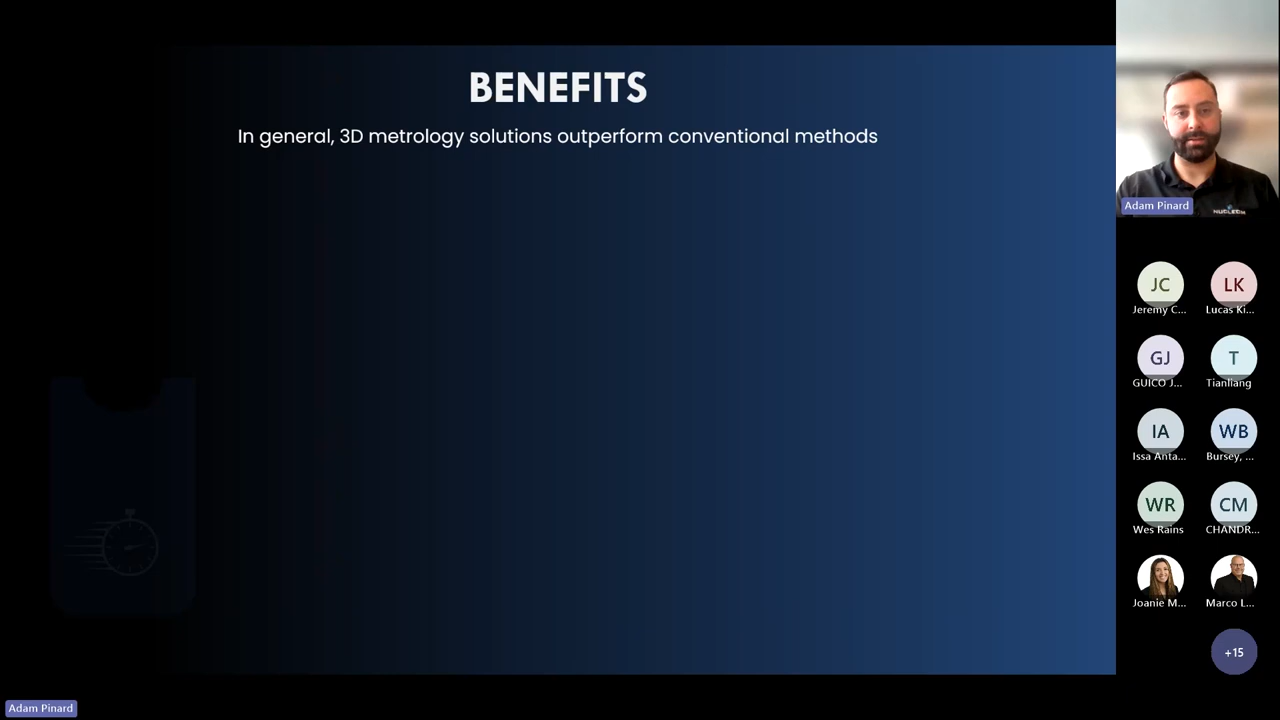 BENEFITS
In general, 3D metrology solutions outperform conventional methods
Adam Pinard
NUCLEOM
JC
LK
Jeremy C...
Lucas Ki...
GJ
T
GUICO J...
Tianliang
IA
WB
Issa Anta...
Bursey, ...
WR
CM
Wes Rains
CHANDR...
Joanie M...
Marco L...
+15
Adam Pinard